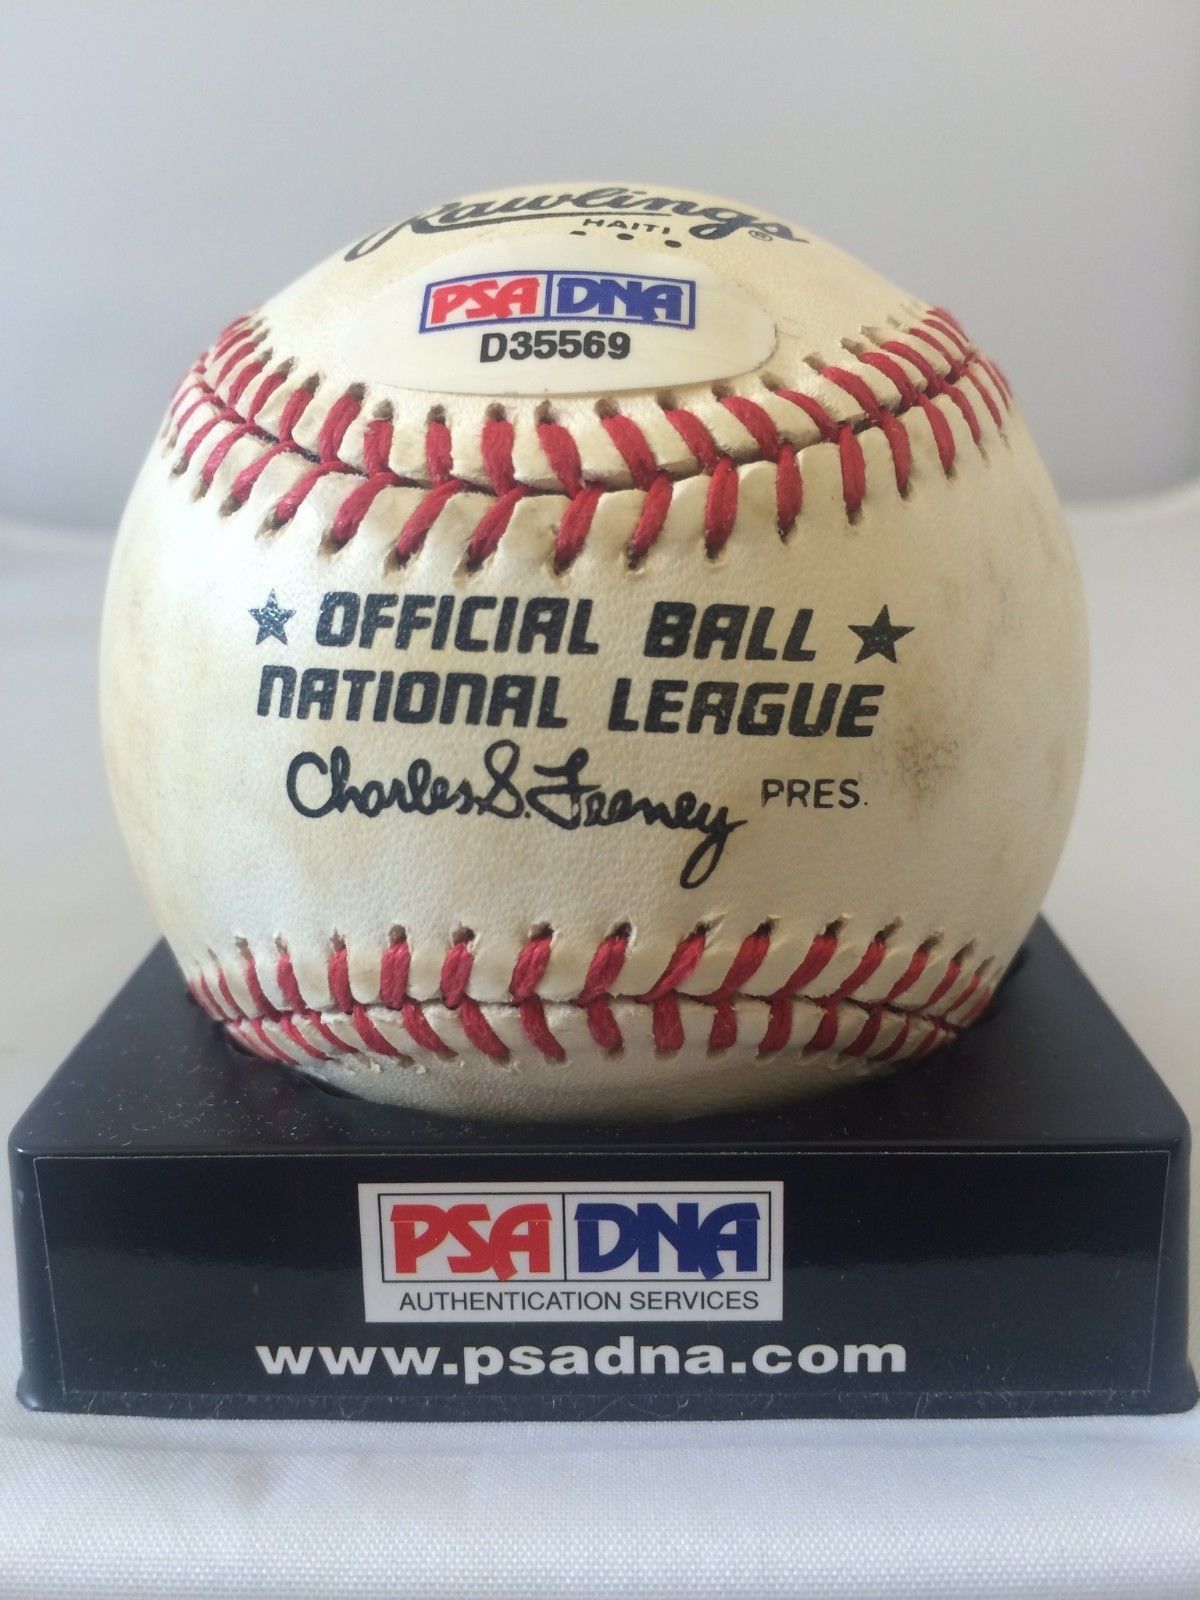 Rawlings ®
HAITI
PSA DNA
D35569
★ OFFICIAL BALL ★
NATIONAL LEAGUE
Charles S. Feeney PRES.
PSA DNA
AUTHENTICATION SERVICES
www.psadna.com